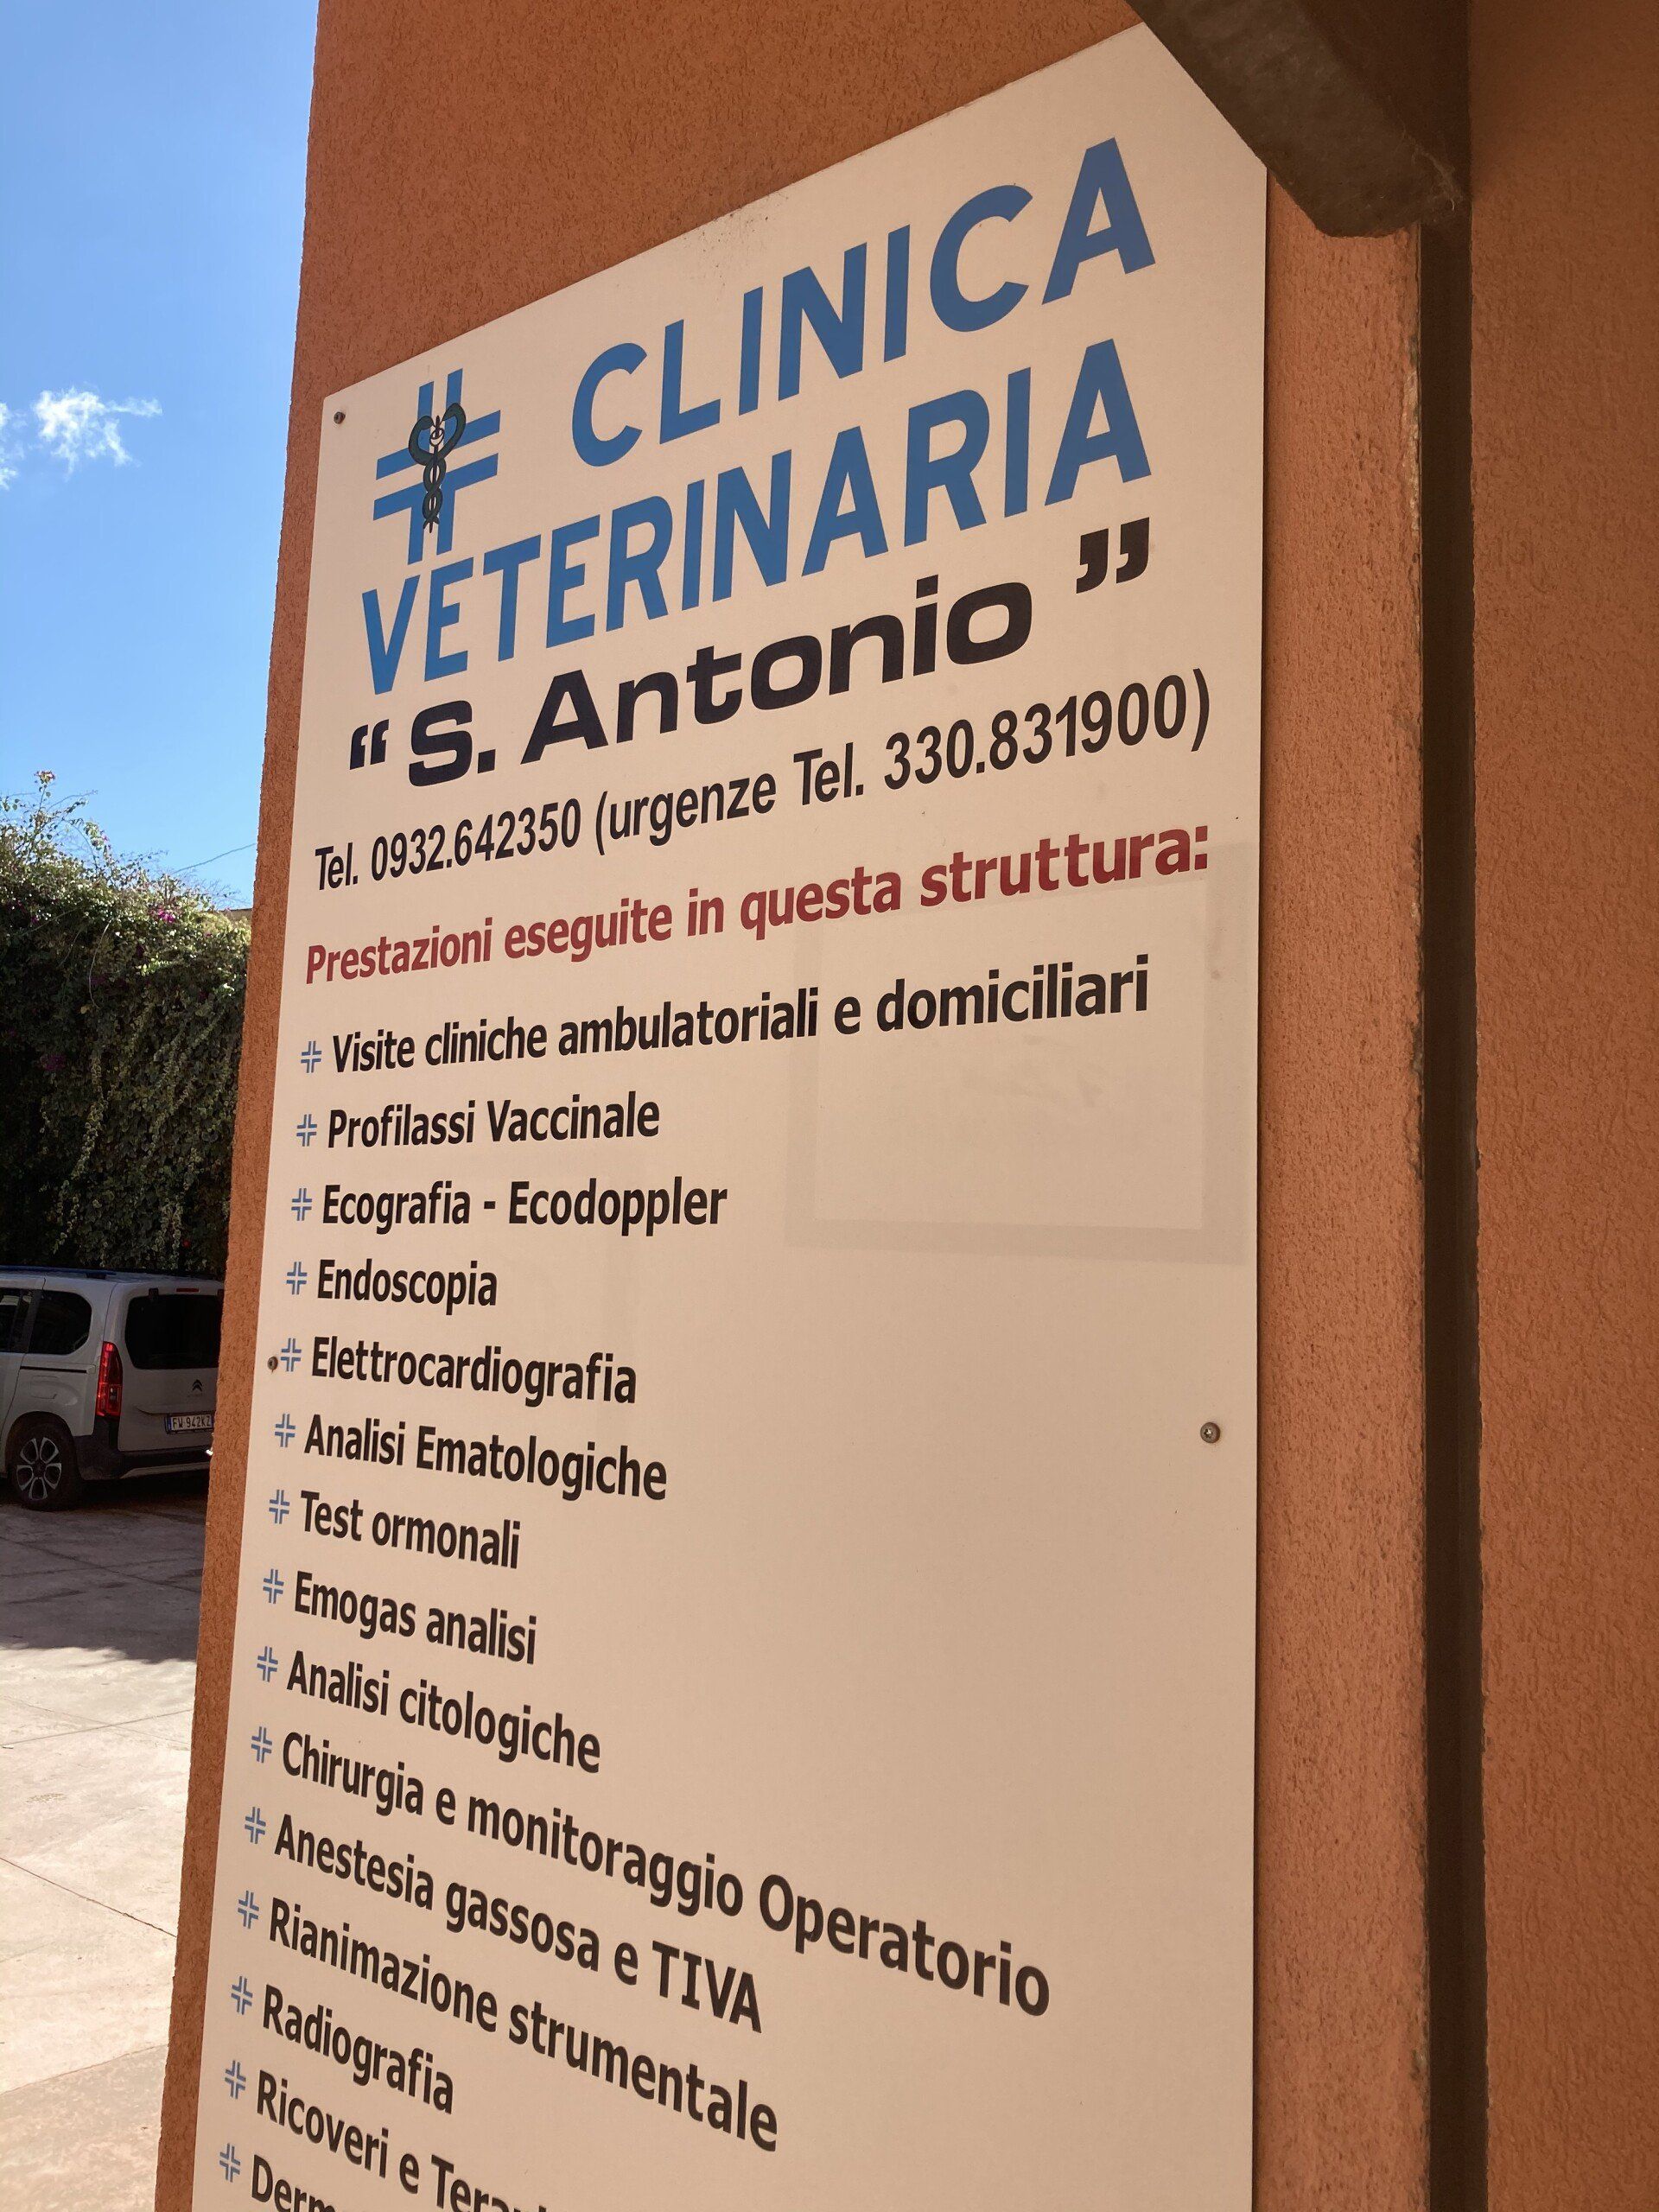 CLINICA
VETERINARIA
" S. Antonio "
Tel. 0932.642350 (urgenze Tel. 330.831900)
Prestazioni eseguite in questa struttura:
Visite cliniche ambulatoriali e domiciliari
Profilassi Vaccinale
Ecografia - Ecodoppler
Endoscopia
Elettrocardiografia
Analisi Ematologiche
Test ormonali
Emogas analisi
Analisi citologiche
Chirurgia e monitoraggio Operatorio
Anestesia gassosa e TIVA
Rianimazione strumentale
Radiografia
Ricoveri e
FW 942KZ